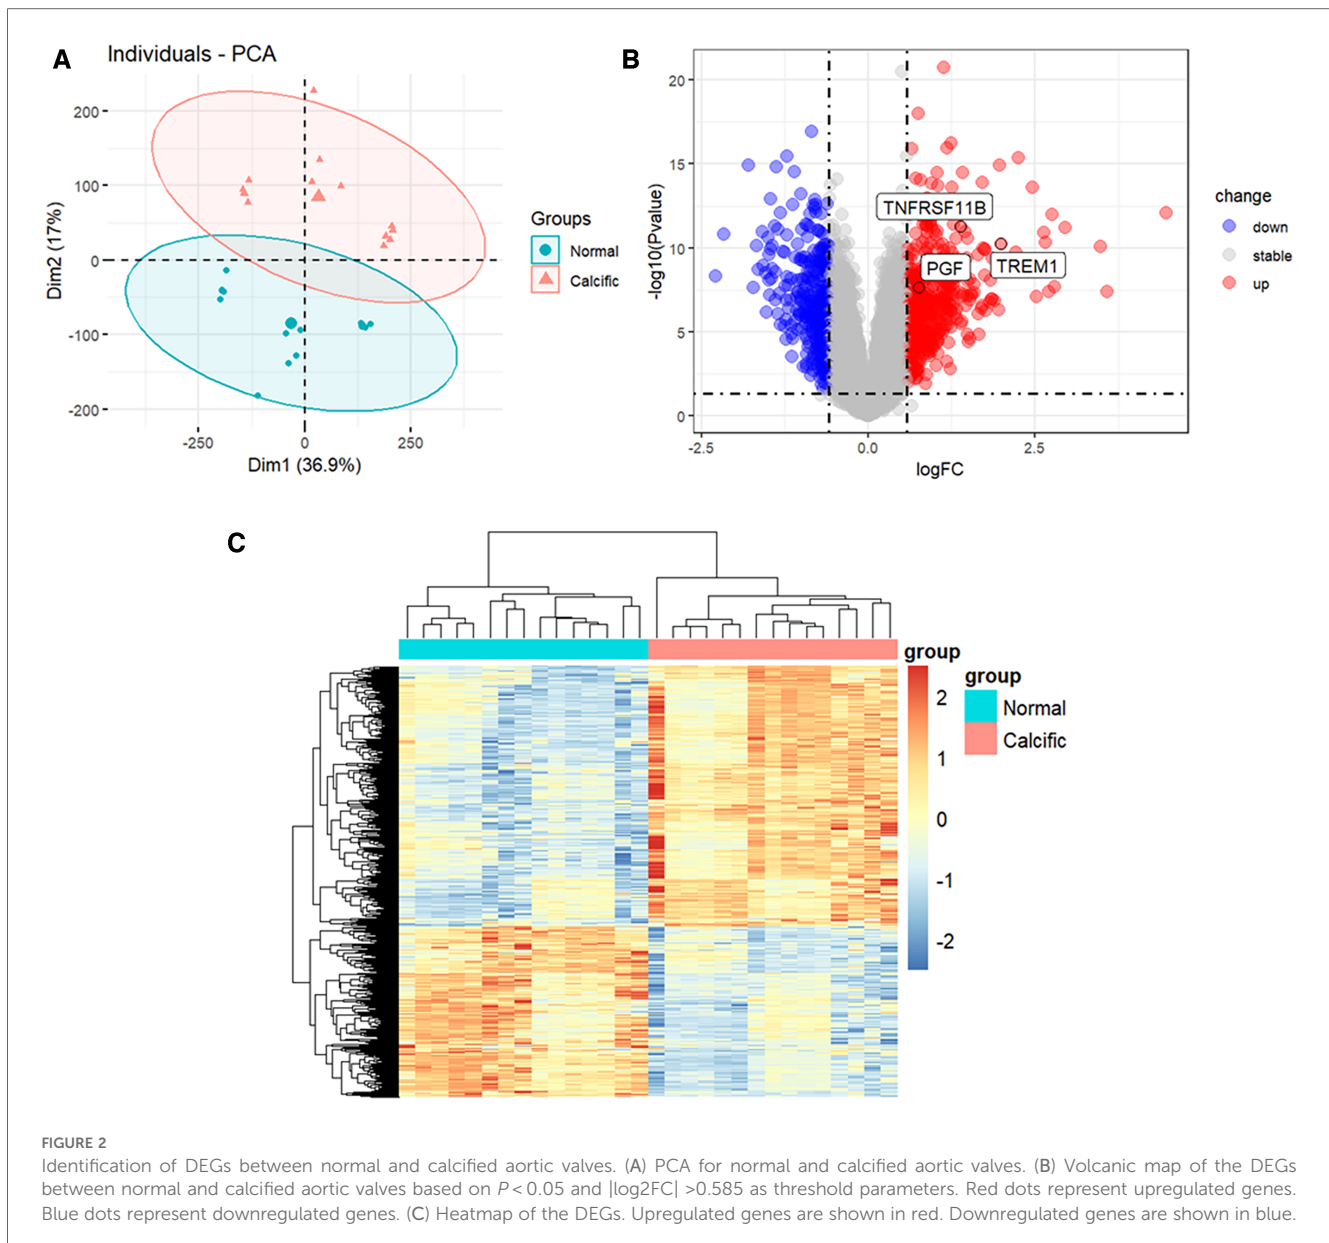 A
Individuals - PCA
200
100
0
-100
-200
-250
0
250
Dim2 (17%)
Dim1 (36.9%)
Groups
Normal
Calcific
B
20
15
10
5
0
-2.5
0.0
2.5
-log10(Pvalue)
logFC
TNFRSF11B
PGF
TREM1
change
down
stable
up
C
group
2
1
0
-1
-2
group
Normal
Calcific
FIGURE 2
Identification of DEGs between normal and calcified aortic valves. (A) PCA for normal and calcified aortic valves. (B) Volcanic map of the DEGs
between normal and calcified aortic valves based on P < 0.05 and |log2FC| >0.585 as threshold parameters. Red dots represent upregulated genes.
Blue dots represent downregulated genes. (C) Heatmap of the DEGs. Upregulated genes are shown in red. Downregulated genes are shown in blue.